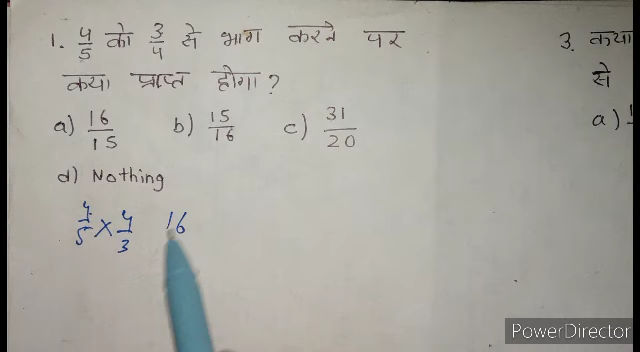 1. 4/5 को 3/4 से भाग करने पर
क्या प्राप्त होगा?
a) 16/15 b) 15/16 c) 31/20
d) Nothing
4/5 × 4/3 16
3. क्या
से
a)
PowerDirector